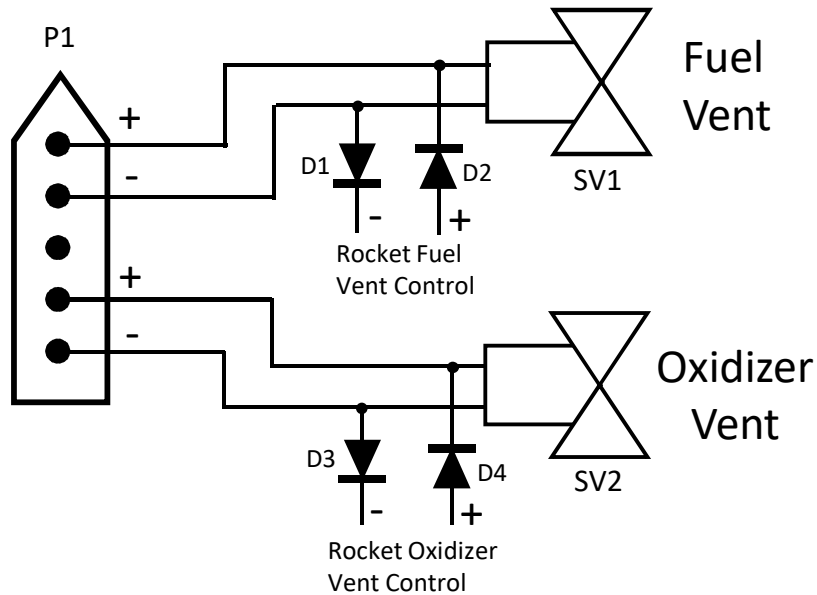 P1
+
-
+
-
D1
D2
-
+
Rocket Fuel
Vent Control
SV1
Fuel
Vent
D3
D4
-
+
Rocket Oxidizer
Vent Control
SV2
Oxidizer
Vent